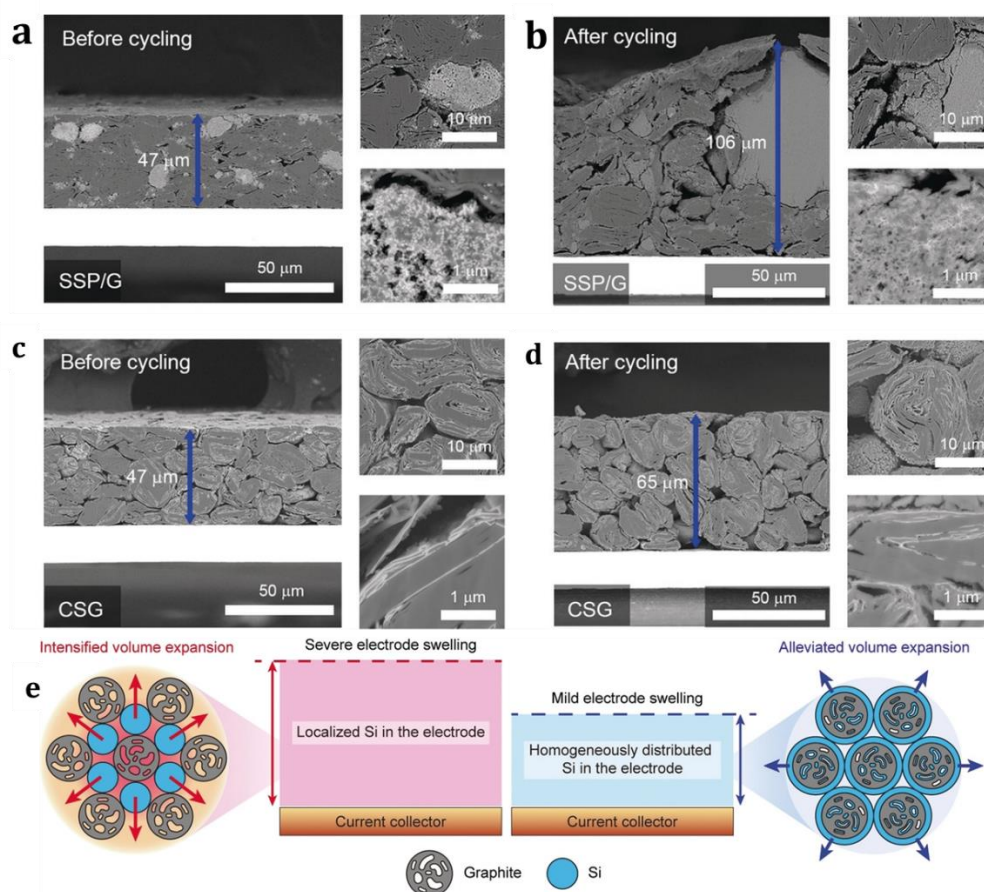 a
Before cycling
47 μm
SSP/G
50 μm
10 μm
1 μm
b
After cycling
106 μm
SSP/G
50 μm
10 μm
1 μm
c
Before cycling
47 μm
CSG
50 μm
10 μm
1 μm
d
After cycling
65 μm
CSG
50 μm
10 μm
1 μm
e
Intensified volume expansion
Severe electrode swelling
Localized Si in the electrode
Current collector
Mild electrode swelling
Homogeneously distributed
Si in the electrode
Current collector
Alleviated volume expansion
Graphite
Si